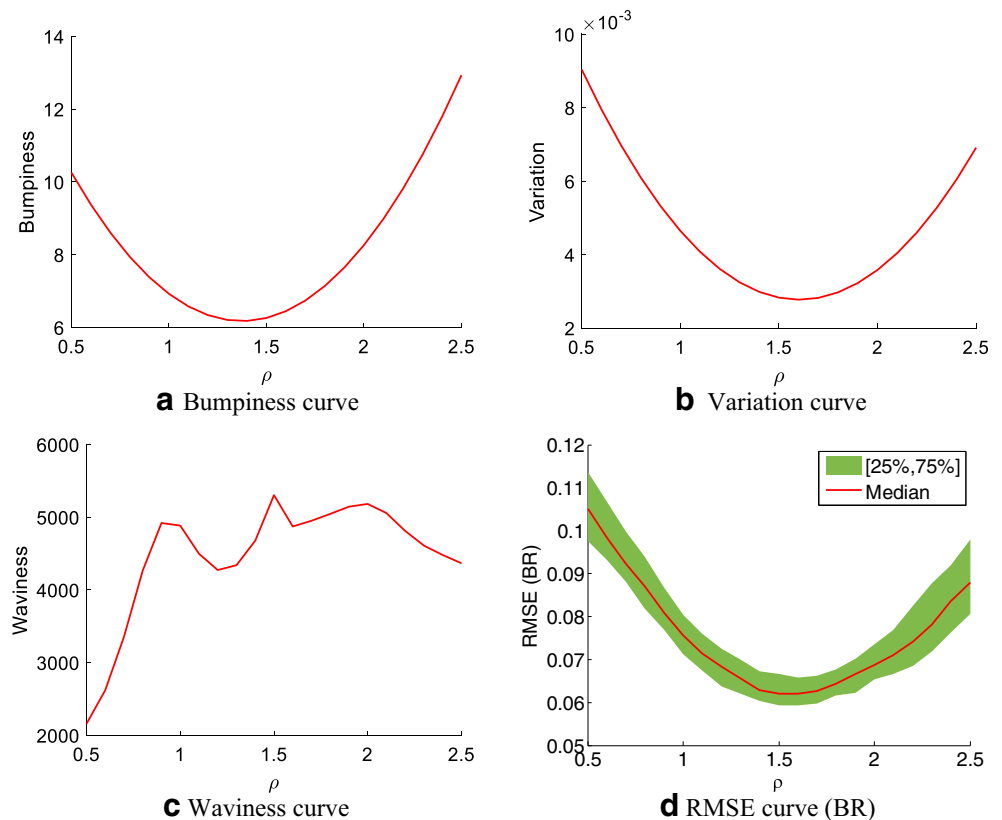 14
12
10
8
6
0.5 1 1.5 2 2.5
Bumpiness
ρ
a Bumpiness curve
×10⁻³
10
8
6
4
2
0.5 1 1.5 2 2.5
Variation
ρ
b Variation curve
6000
5000
4000
3000
2000
0.5 1 1.5 2 2.5
Waviness
ρ
c Waviness curve
0.12
0.11
0.1
0.09
0.08
0.07
0.06
0.05
0.5 1 1.5 2 2.5
RMSE (BR)
[25%,75%]
Median
ρ
d RMSE curve (BR)